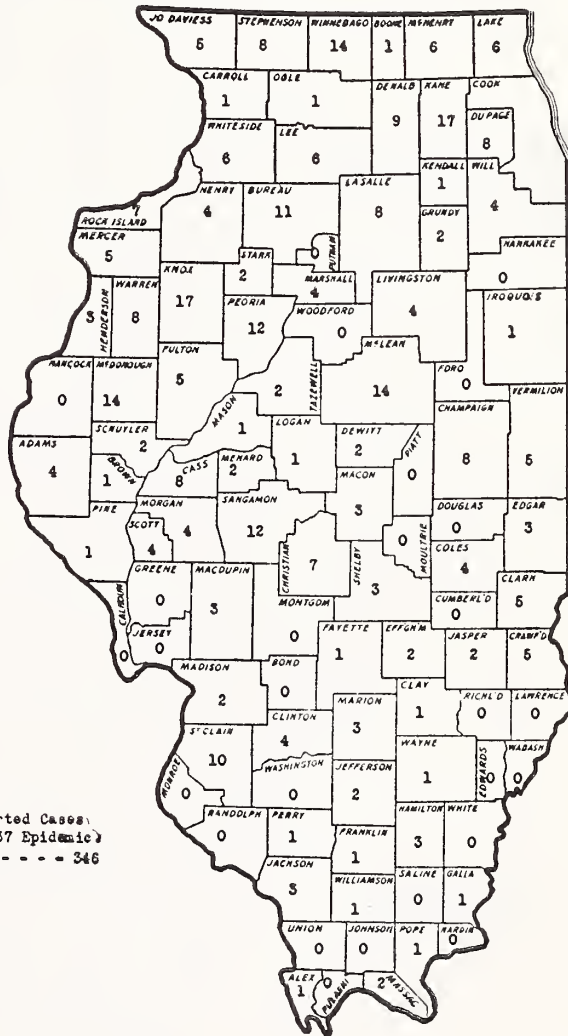 JO DAVIESS STEPHENSON WINNEBAGO BOONE McHENRY LAKE
5 8 14 1 6 6
CARROLL OGLE DEKALB KANE COOK
1 1 9 17
DU PAGE
8
WHITESIDE LEE KENDALL WILL
6 6 1 4
HENRY BUREAU LASALLE GRUNDY
7 4 11 8 2
ROCK ISLAND
MERCER PUTNAM KANKAKEE
5 0 0
STARK MARSHALL LIVINGSTON IROQUOIS
2 4 4 1
HENDERSON WARREN KNOX PEORIA WOODFORD
3 8 17 12 0
HANCOCK McDONOUGH FULTON TAZEWELL McLEAN FORD VERMILION
0 14 5 2 14 0 5
MASON LOGAN DEWITT PIATT CHAMPAIGN
1 1 2 0 8
ADAMS SCHUYLER
4 2
BROWN CASS MENARD MACON
1 8 2 3
PIKE MORGAN SANGAMON DOUGLAS EDGAR
1 4 12 0 3
SCOTT CHRISTIAN SHELBY MOULTRIE COLES
4 7 3 0 4
GREENE MACOUPIN MONTGOM CUMBERL'D CLARK
0 3 0 0 5
CALHOUN JERSEY
0 0
FAYETTE EFFGH'M JASPER CRAWF'D
1 2 2 5
MADISON BOND CLAY RICHL'D LAWRENCE
2 0 1 0 0
CLINTON MARION WAYNE EDWARDS WABASH
4 3 1 0 0
ST CLAIR
10
MONROE WASHINGTON JEFFERSON
0 0 2
RANDOLPH PERRY HAMILTON WHITE
0 1 3 0
rted Cases
37 Epidemic
- - - - 346
FRANKLIN
1
JACKSON WILLIAMSON SALINE GALLA
3 1 0 1
UNION JOHNSON POPE HARDIN
0 0 1 0
ALEX PULASKI MASSAC
1 0 2